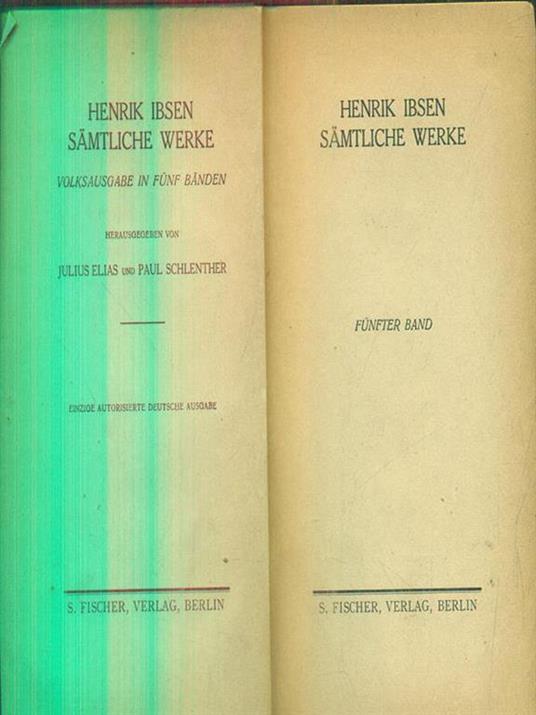 HENRIK IBSEN
SÄMTLICHE WERKE
VOLKSAUSGABE IN FÜNF BÄNDEN
HERAUSGEGEBEN VON
JULIUS ELIAS UND PAUL SCHLENTHER
EINZIGE AUTORISIERTE DEUTSCHE AUSGABE
S. FISCHER, VERLAG, BERLIN
HENRIK IBSEN
SÄMTLICHE WERKE
FÜNFTER BAND
S. FISCHER, VERLAG, BERLIN